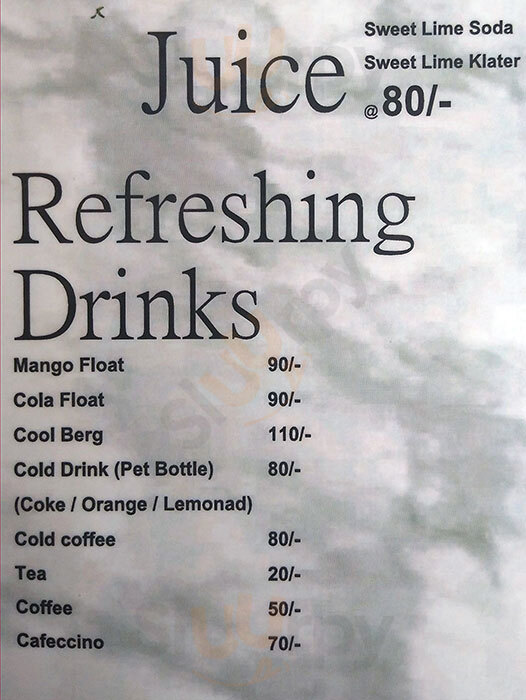 Juice
Sweet Lime Soda
Sweet Lime Klater
@ 80/-
Refreshing
Drinks
Mango Float 90/-
Cola Float 90/-
Cool Berg 110/-
Cold Drink (Pet Bottle) 80/-
(Coke / Orange / Lemonad)
Cold coffee 80/-
Tea 20/-
Coffee 50/-
Cafeccino 70/-